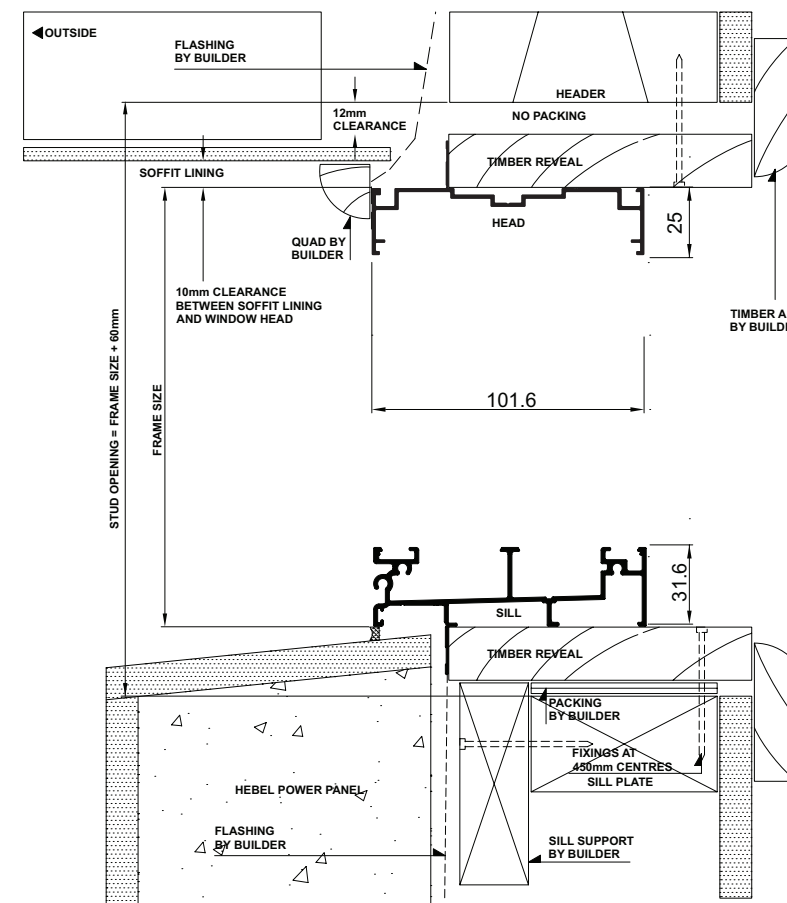 OUTSIDE
FLASHING
BY BUILDER
HEADER
12mm
CLEARANCE
NO PACKING
SOFFIT LINING
TIMBER REVEAL
HEAD
25
QUAD BY
BUILDER
10mm CLEARANCE
BETWEEN SOFFIT LINING
AND WINDOW HEAD
TIMBER A
BY BUILDE
STUD OPENING = FRAME SIZE + 60mm
FRAME SIZE
101.6
31.6
SILL
TIMBER REVEAL
PACKING
BY BUILDER
FIXINGS AT
450mm CENTRES
SILL PLATE
HEBEL POWER PANEL
FLASHING
BY BUILDER
SILL SUPPORT
BY BUILDER